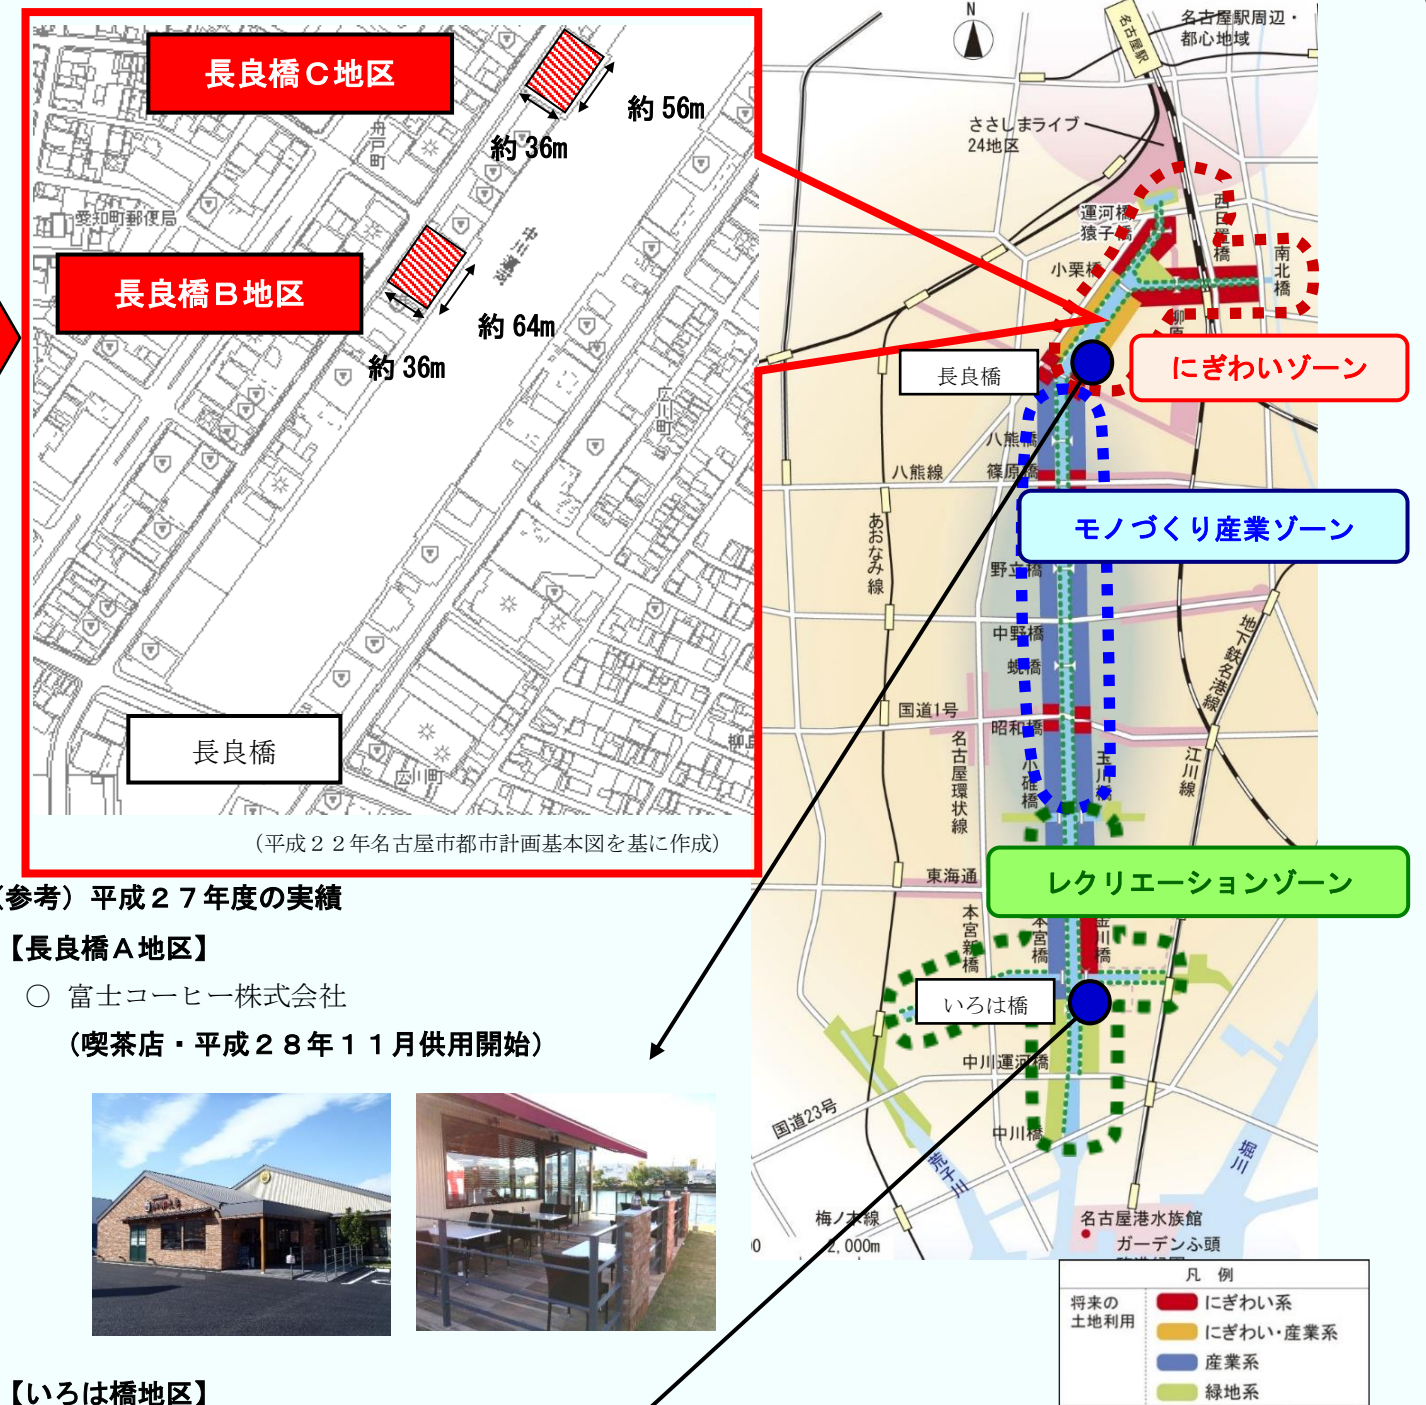 長良橋Ｃ地区
約 56m
約 36m
舟戸町
愛知町郵便局
中川運河
長良橋Ｂ地区
約 64m
約 36m
広川町
長良橋
広川町
（平成２２年名古屋市都市計画基本図を基に作成）
N
名古屋駅
名古屋駅周辺・
都心地域
ささしまライブ
24地区
運河橋
猿子橋
西日置橋
小栗橋
南北橋
長良橋
にぎわいゾーン
八熊橋
八熊線
篠原橋
モノづくり産業ゾーン
あおなみ線
野立橋
中野橋
蜆橋
地下鉄名港線
国道1号
昭和橋
名古屋環状線
小碓橋
玉川橋
江川線
東海通
レクリエーションゾーン
本宮新橋
本宮橋
金川橋
いろは橋
中川運河橋
国道23号
中川橋
荒子川
堀川
梅ノ木線
2,000m
名古屋港水族館
ガーデンふ頭
（参考）平成２７年度の実績
【長良橋Ａ地区】
○ 富士コーヒー株式会社
（喫茶店・平成２８年１１月供用開始）
【いろは橋地区】
凡 例
将来の
土地利用
にぎわい系
にぎわい・産業系
産業系
緑地系